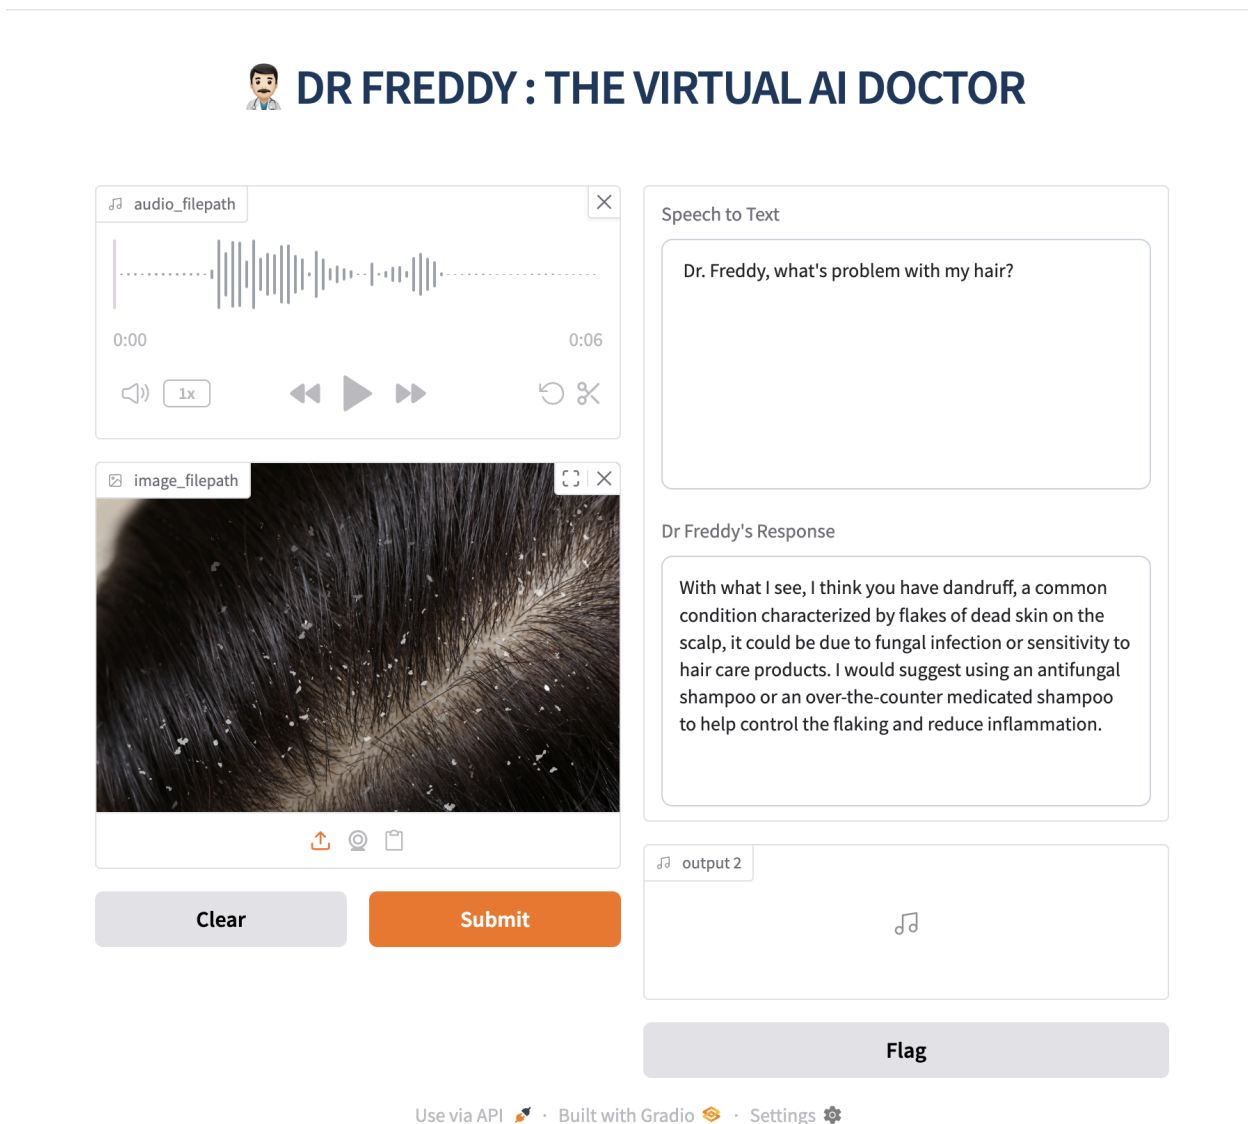 DR FREDDY : THE VIRTUAL AI DOCTOR
audio_filepath
0:00
0:06
1x
image_filepath
Clear
Submit
Speech to Text
Dr. Freddy, what's problem with my hair?
Dr Freddy's Response
With what I see, I think you have dandruff, a common
condition characterized by flakes of dead skin on the
scalp, it could be due to fungal infection or sensitivity to
hair care products. I would suggest using an antifungal
shampoo or an over-the-counter medicated shampoo
to help control the flaking and reduce inflammation.
output 2
Flag
Use via API · Built with Gradio · Settings